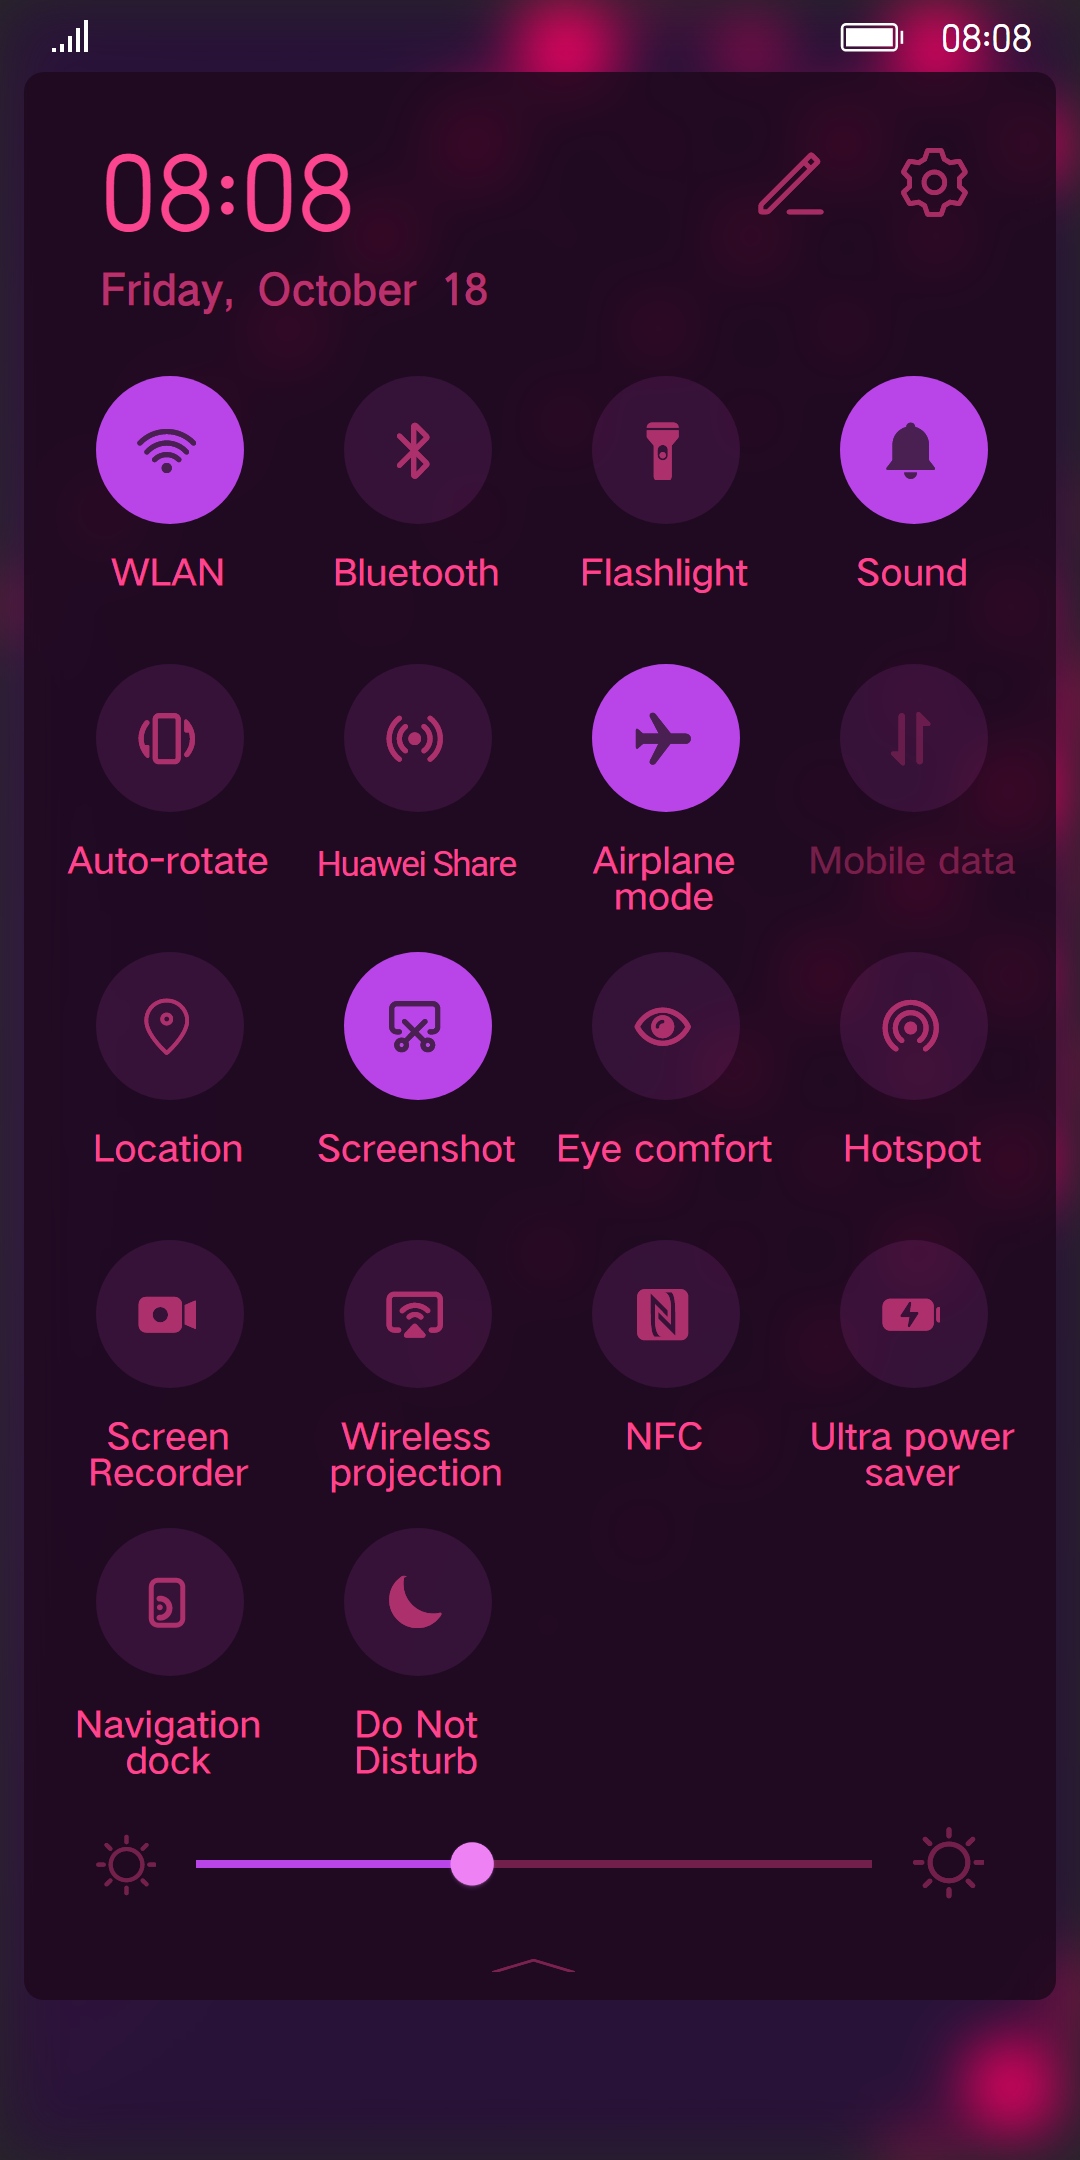 08:08
08:08
Friday, October 18
WLAN
Bluetooth
Flashlight
Sound
Auto-rotate
Huawei Share
Airplane
mode
Mobile data
Location
Screenshot
Eye comfort
Hotspot
Screen
Recorder
Wireless
projection
NFC
Ultra power
saver
Navigation
dock
Do Not
Disturb